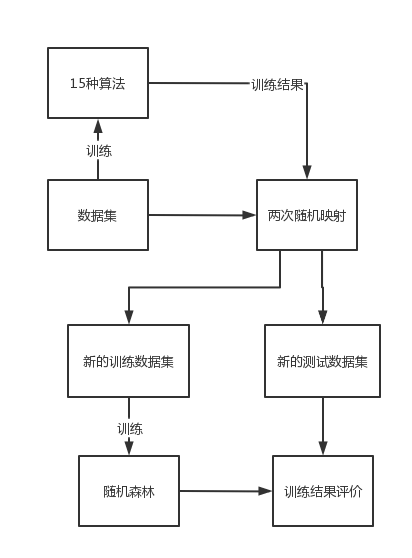 15种算法
训练结果
训练
数据集
两次随机映射
新的训练数据集
新的测试数据集
训练
随机森林
训练结果评价